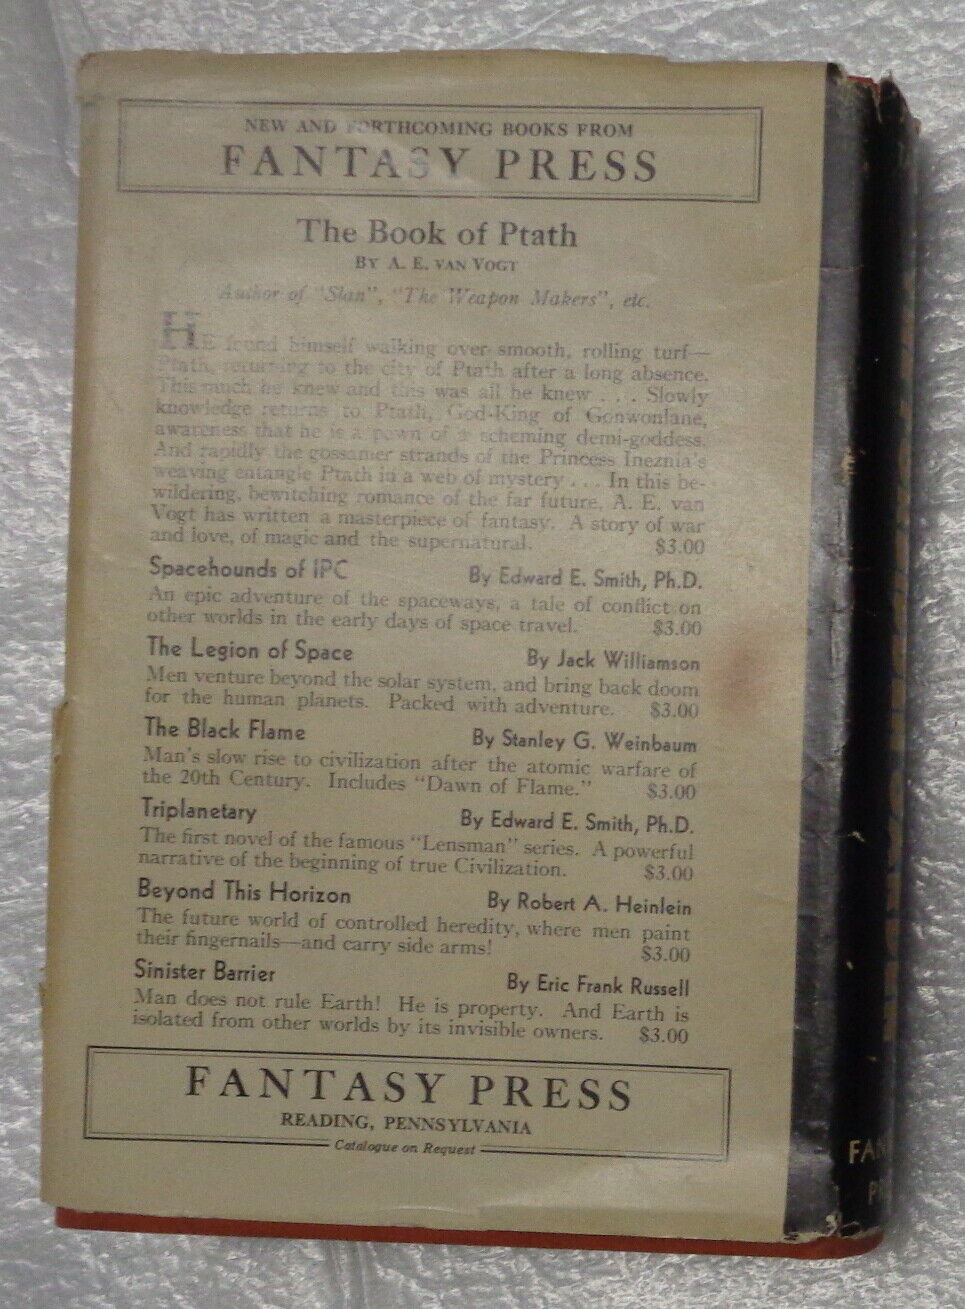 NEW AND FORTHCOMING BOOKS FROM
FANTASY PRESS
The Book of Ptath
BY A. E. VAN VOGT
Author of "Slan", "The Weapon Makers", etc.
HE found himself walking over smooth, rolling turf—
Ptath, returning to the city of Ptath after a long absence.
This much he knew and this was all he knew . . . Slowly
knowledge returns to Ptath, God-King of Gonwonlane,
awareness that he is a pawn of a scheming demi-goddess.
And rapidly the gossamer strands of the Princess Ineznia's
weaving entangle Ptath in a web of mystery . . . In this be-
wildering, bewitching romance of the far future, A. E. van
Vogt has written a masterpiece of fantasy. A story of war
and love, of magic and the supernatural. $3.00
Spacehounds of IPC By Edward E. Smith, Ph.D.
An epic adventure of the spaceways, a tale of conflict on
other worlds in the early days of space travel. $3.00
The Legion of Space By Jack Williamson
Men venture beyond the solar system, and bring back doom
for the human planets. Packed with adventure. $3.00
The Black Flame By Stanley G. Weinbaum
Man's slow rise to civilization after the atomic warfare of
the 20th Century. Includes "Dawn of Flame." $3.00
Triplanetary By Edward E. Smith, Ph.D.
The first novel of the famous "Lensman" series. A powerful
narrative of the beginning of true Civilization. $3.00
Beyond This Horizon By Robert A. Heinlein
The future world of controlled heredity, where men paint
their fingernails—and carry side arms! $3.00
Sinister Barrier By Eric Frank Russell
Man does not rule Earth! He is property. And Earth is
isolated from other worlds by its invisible owners. $3.00
FANTASY PRESS
READING, PENNSYLVANIA
Catalogue on Request